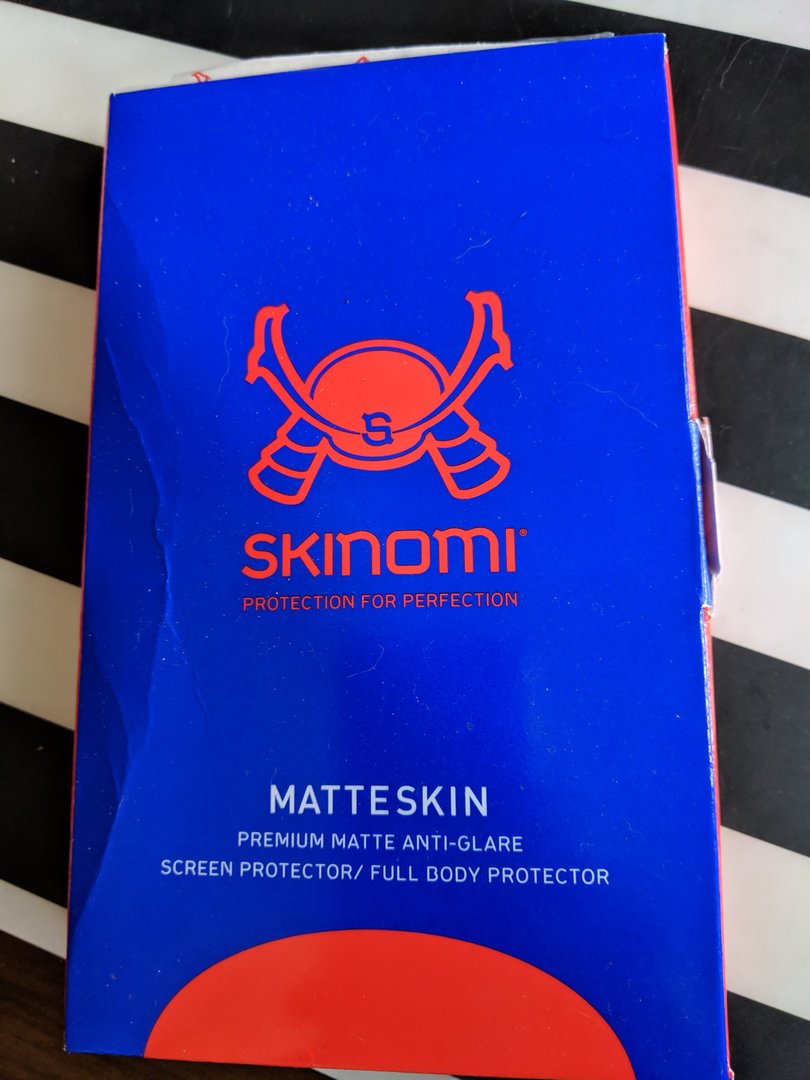 S
SKINOMI®
PROTECTION FOR PERFECTION
MATTESKIN
PREMIUM MATTE ANTI-GLARE
SCREEN PROTECTOR/ FULL BODY PROTECTOR